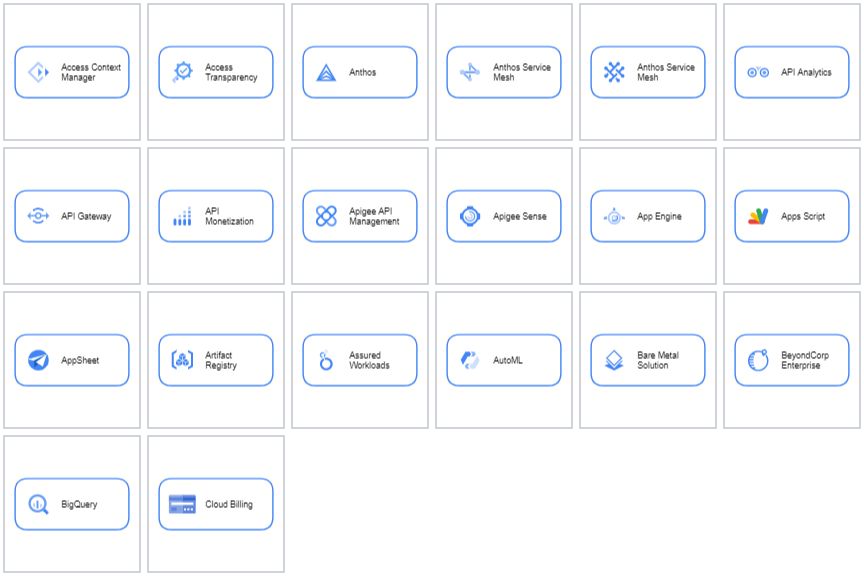 Access Context
Manager
Access
Transparency
Anthos
Anthos Service
Mesh
Anthos Service
Mesh
API Analytics
API Gateway
API
Monetization
Apigee API
Management
Apigee Sense
App Engine
Apps Script
AppSheet
Artifact
Registry
Assured
Workloads
AutoML
Bare Metal
Solution
BeyondCorp
Enterprise
BigQuery
Cloud Billing